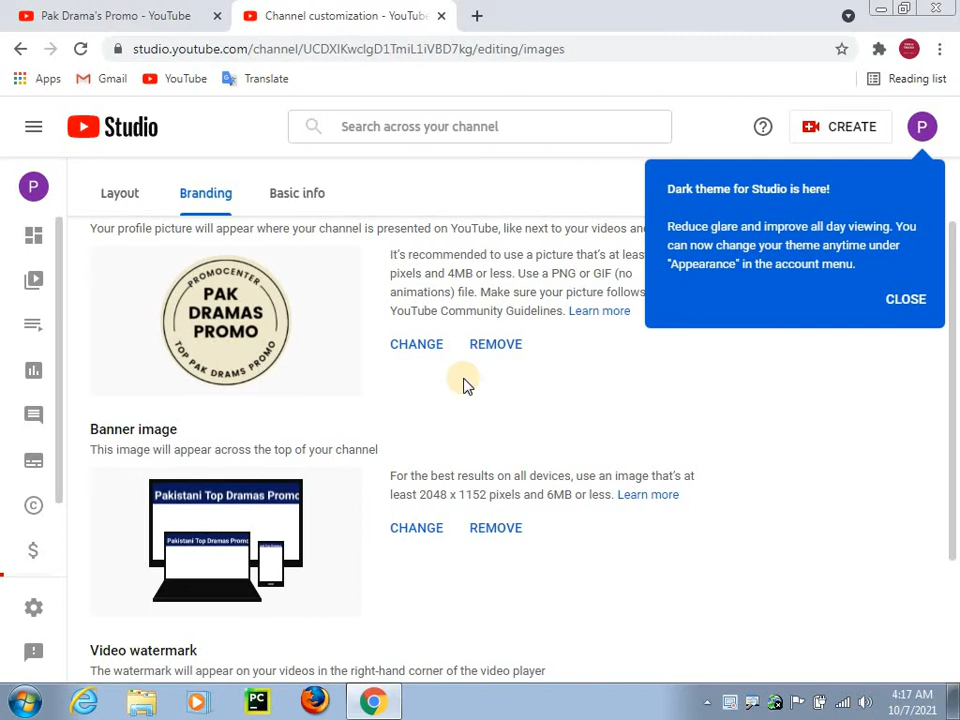 Pak Drama's Promo - YouTube
Channel customization - YouTube
studio.youtube.com/channel/UCDXIKwcIgD1TmiL1iVBD7kg/editing/images
Apps
Gmail
YouTube
Translate
Reading list
Studio
Search across your channel
CREATE
P
P
Layout
Branding
Basic info
Dark theme for Studio is here!
Reduce glare and improve all day viewing. You
can now change your theme anytime under
"Appearance" in the account menu.
CLOSE
Your profile picture will appear where your channel is presented on YouTube, like next to your videos and
PROMOCENTER
PAK
DRAMAS
PROMO
TOP PAK DRAMS PROMO
It's recommended to use a picture that's at least
pixels and 4MB or less. Use a PNG or GIF (no
animations) file. Make sure your picture follows
YouTube Community Guidelines. Learn more
CHANGE
REMOVE
Banner image
This image will appear across the top of your channel
Pakistani Top Dramas Promo
Pakistani Top Dramas Promo
For the best results on all devices, use an image that's at
least 2048 x 1152 pixels and 6MB or less. Learn more
CHANGE
REMOVE
Video watermark
The watermark will appear on your videos in the right-hand corner of the video player
PC
4:17 AM
10/7/2021